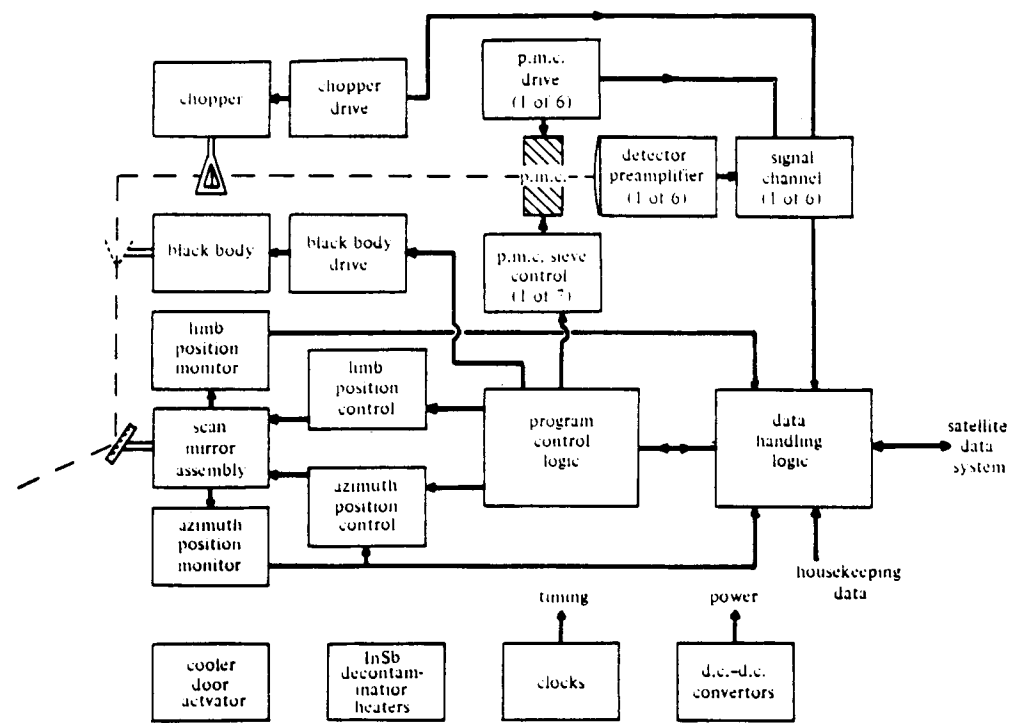 p.m.c.
drive
(1 of 6)
chopper
chopper
drive
p.m.c.
detector
preamplifier
(1 of 6)
signal
channel
(1 of 6)
black body
black body
drive
p.m.c. sieve
control
(1 of 7)
limb
position
monitor
limb
position
control
scan
mirror
assembly
program
control
logic
data
handling
logic
satellite
data
system
azimuth
position
control
azimuth
position
monitor
housekeeping
data
timing
power
cooler
door
actvator
InSb
decontam-
inatior
heaters
clocks
d.c.-d.c.
convertors